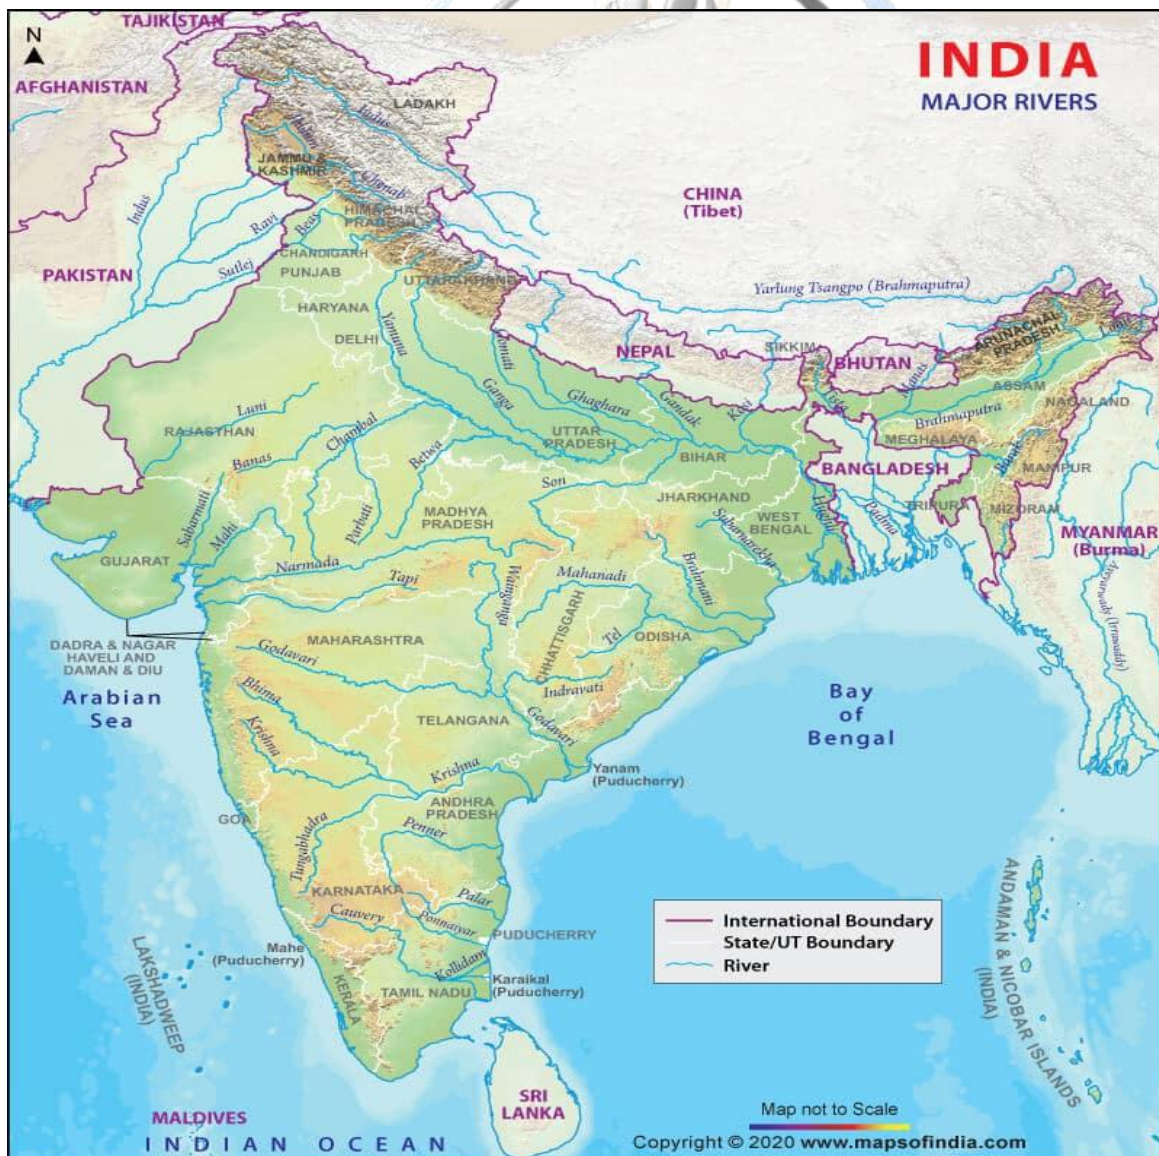 TAJIKISTAN
N
INDIA
MAJOR RIVERS
AFGHANISTAN
LADAKH
Indus
Jhelum
JAMMU &
KASHMIR
Chenab
CHINA
(Tibet)
Indus
Ravi
Beas
HIMACHAL
PRADESH
CHANDIGARH
PAKISTAN
Sutlej
PUNJAB
UTTARAKHAND
Yarlung Tsangpo (Brahmaputra)
HARYANA
DELHI
Yamuna
Gomati
NEPAL
SIKKIM
BHUTAN
ARUNACHAL
PRADESH
Lohit
Manas
ASSAM
Tista
NAGALAND
Luni
RAJASTHAN
Chambal
Ganga
Ghaghara
Gandak
Kosi
Brahmaputra
UTTAR
PRADESH
MEGHALAYA
Banas
Betwa
BIHAR
BANGLADESH
Barak
MANIPUR
Sabarmati
Mahi
Parbati
Son
MADHYA
PRADESH
JHARKHAND
WEST
BENGAL
Hugli
Padma
TRIPURA
MIZORAM
Subarnarekha
MYANMAR
(Burma)
GUJARAT
Narmada
Tapi
Wainganga
Mahanadi
Brahmani
Ayeyarwady (Irrawaddy)
CHHATTISGARH
Tel
ODISHA
DADRA & NAGAR
HAVELI AND
DAMAN & DIU
MAHARASHTRA
Godavari
Arabian
Sea
Bhima
Indravati
Bay
of
Bengal
TELANGANA
Godavari
Krishna
Krishna
Yanam
(Puducherry)
GOA
ANDHRA
PRADESH
Tungabhadra
Penner
KARNATAKA
Palar
Cauvery
Ponnaiyar
PUDUCHERRY
Mahe
(Puducherry)
Kollidam
Karaikal
(Puducherry)
KERALA
TAMIL NADU
LAKSHADWEEP
(INDIA)
International Boundary
State/UT Boundary
River
ANDAMAN & NICOBAR ISLANDS
(INDIA)
SRI
LANKA
MALDIVES
INDIAN OCEAN
Map not to Scale
Copyright © 2020 www.mapsofindia.com